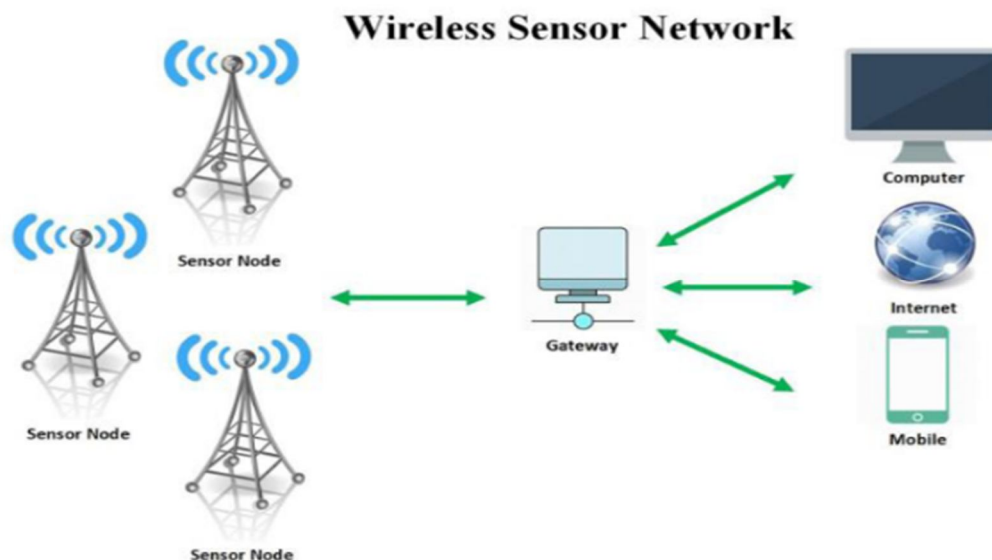 Wireless Sensor Network
Sensor Node
Sensor Node
Sensor Node
Gateway
Computer
Internet
Mobile